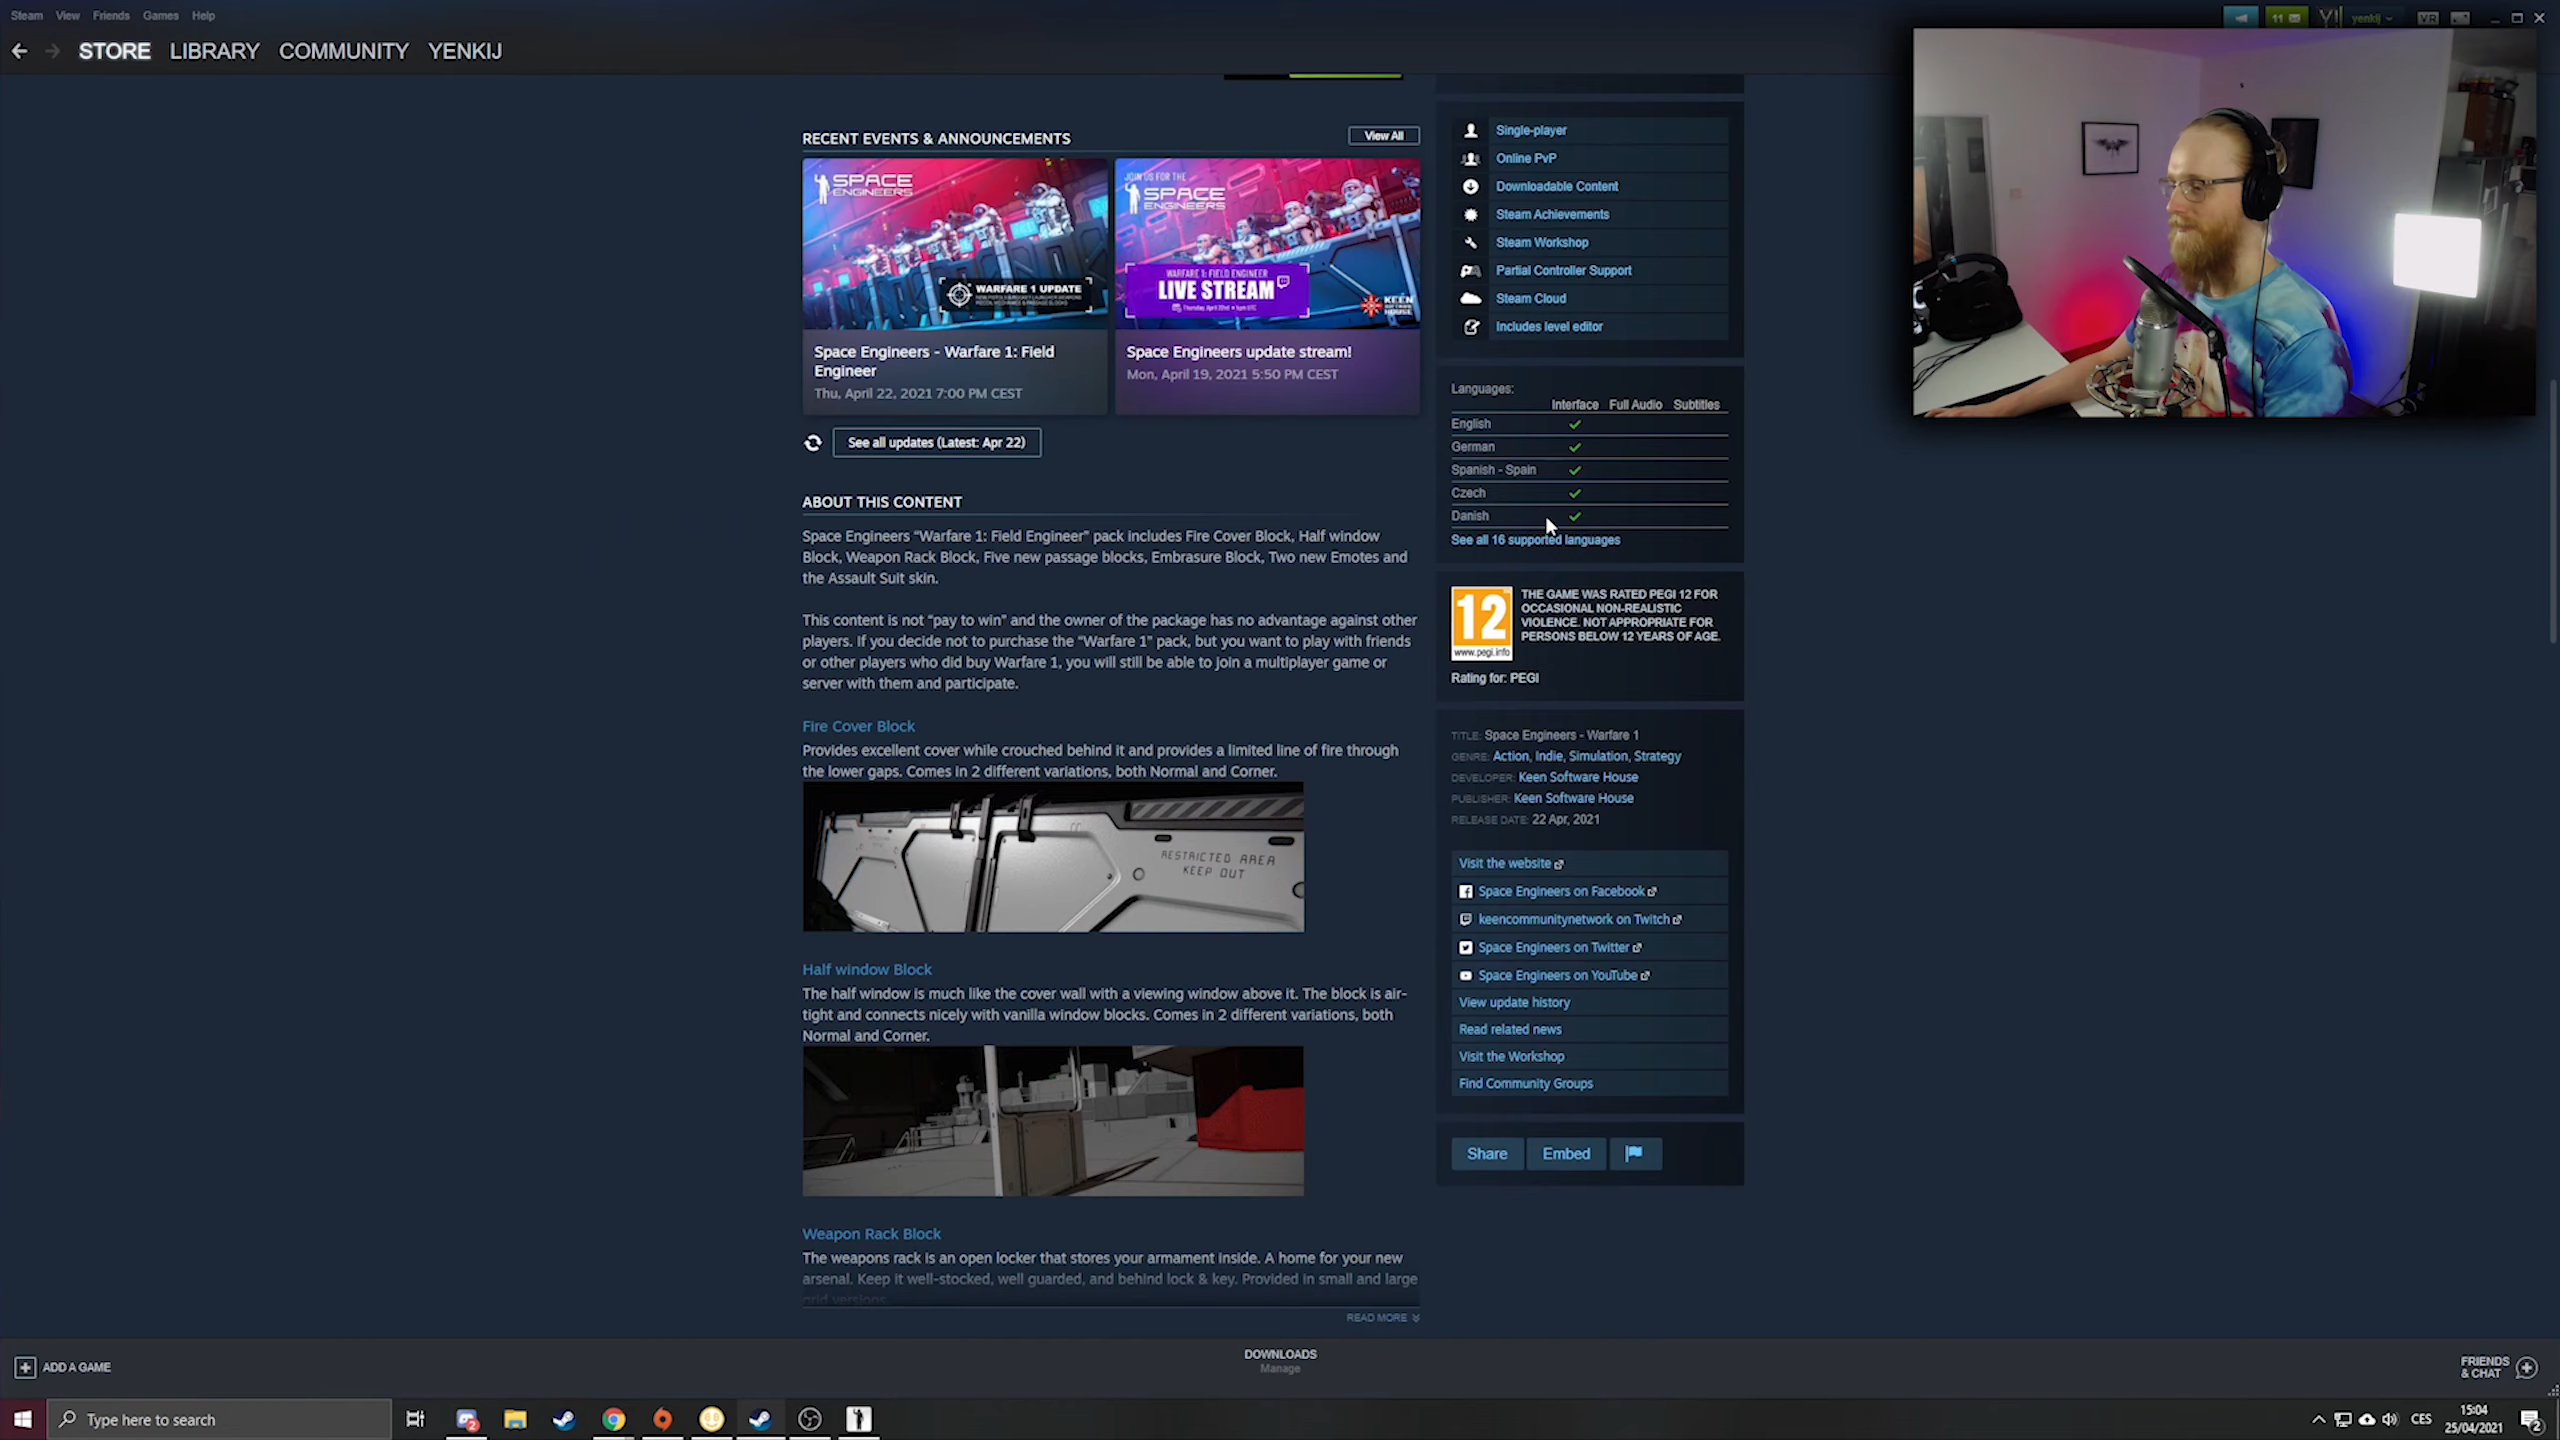 Steam View Friends Games Help
11 yenkij VR
STORE LIBRARY COMMUNITY YENKIJ
RECENT EVENTS & ANNOUNCEMENTS
View All
SPACE ENGINEERS
WARFARE 1 UPDATE
Space Engineers - Warfare 1: Field
Engineer
Thu, April 22, 2021 7:00 PM CEST
JOIN US FOR THE
SPACE ENGINEERS
WARFARE 1: FIELD ENGINEER
LIVE STREAM
KEEN SOFTWARE HOUSE
Space Engineers update stream!
Mon, April 19, 2021 5:50 PM CEST
See all updates (Latest: Apr 22)
ABOUT THIS CONTENT
Space Engineers “Warfare 1: Field Engineer” pack includes Fire Cover Block, Half window
Block, Weapon Rack Block, Five new passage blocks, Embrasure Block, Two new Emotes and
the Assault Suit skin.
This content is not “pay to win” and the owner of the package has no advantage against other
players. If you decide not to purchase the “Warfare 1” pack, but you want to play with friends
or other players who did buy Warfare 1, you will still be able to join a multiplayer game or
server with them and participate.
Fire Cover Block
Provides excellent cover while crouched behind it and provides a limited line of fire through
the lower gaps. Comes in 2 different variations, both Normal and Corner.
RESTRICTED AREA
KEEP OUT
Half window Block
The half window is much like the cover wall with a viewing window above it. The block is air-
tight and connects nicely with vanilla window blocks. Comes in 2 different variations, both
Normal and Corner.
Weapon Rack Block
The weapons rack is an open locker that stores your armament inside. A home for your new
arsenal. Keep it well-stocked, well guarded, and behind lock & key. Provided in small and large
grid versions
READ MORE
Single-player
Online PvP
Downloadable Content
Steam Achievements
Steam Workshop
Partial Controller Support
Steam Cloud
Includes level editor
Languages:
Interface Full Audio Subtitles
English
German
Spanish - Spain
Czech
Danish
See all 16 supported languages
12
www.pegi.info
THE GAME WAS RATED PEGI 12 FOR
OCCASIONAL NON-REALISTIC
VIOLENCE. NOT APPROPRIATE FOR
PERSONS BELOW 12 YEARS OF AGE.
Rating for: PEGI
TITLE: Space Engineers - Warfare 1
GENRE: Action, Indie, Simulation, Strategy
DEVELOPER: Keen Software House
PUBLISHER: Keen Software House
RELEASE DATE: 22 Apr, 2021
Visit the website
Space Engineers on Facebook
keencommunitynetwork on Twitch
Space Engineers on Twitter
Space Engineers on YouTube
View update history
Read related news
Visit the Workshop
Find Community Groups
Share Embed
ADD A GAME
DOWNLOADS
Manage
FRIENDS
& CHAT
Type here to search
CES
15:04
25/04/2021
2